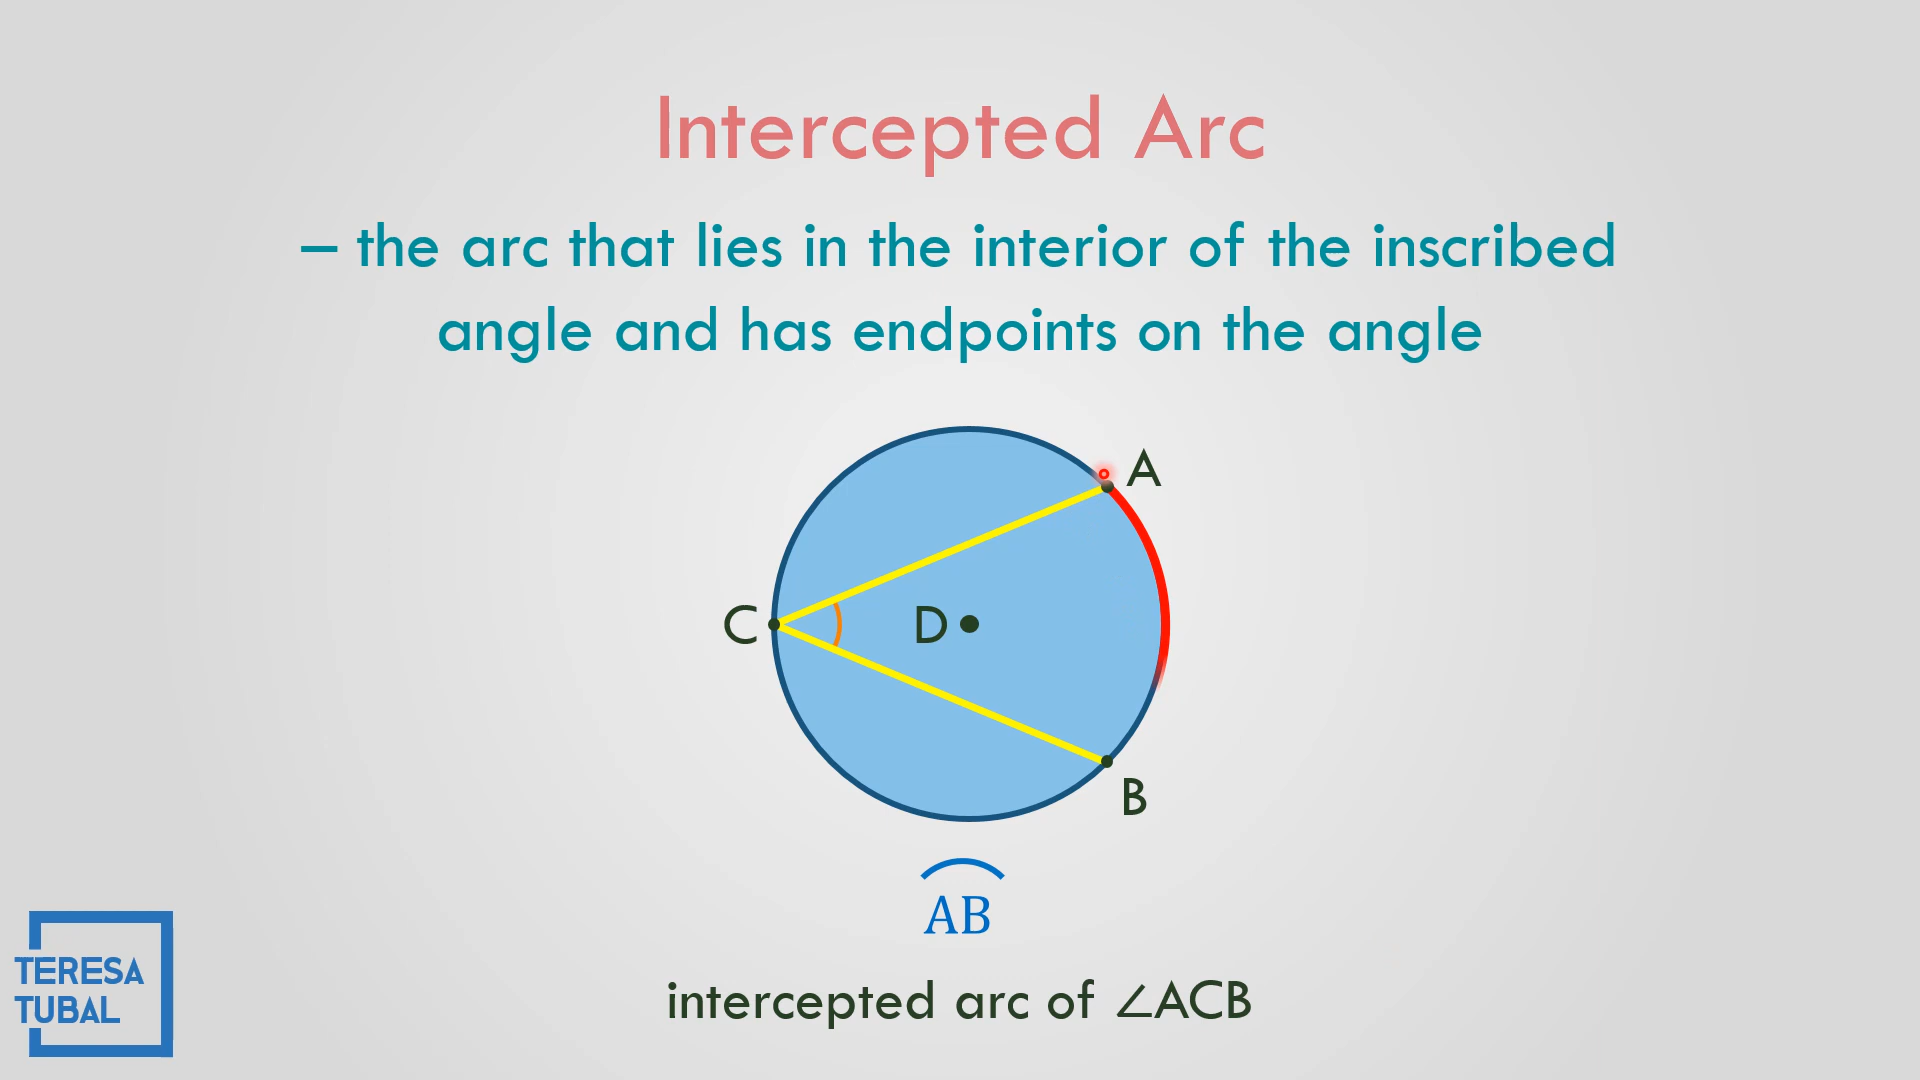 Intercepted Arc
– the arc that lies in the interior of the inscribed
angle and has endpoints on the angle
A
C
D
B
AB
intercepted arc of ∠ACB
TERESA
TUBAL